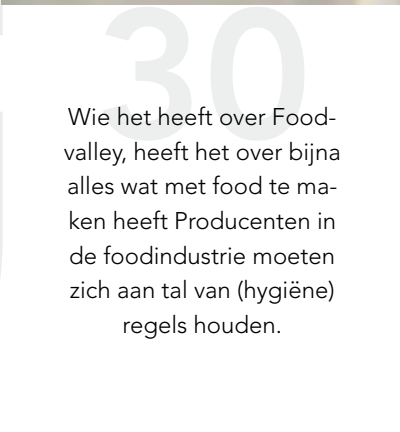 30
Wie het heeft over Food-
valley, heeft het over bijna
alles wat met food te ma-
ken heeft Producenten in
de foodindustrie moeten
zich aan tal van (hygiëne)
regels houden.